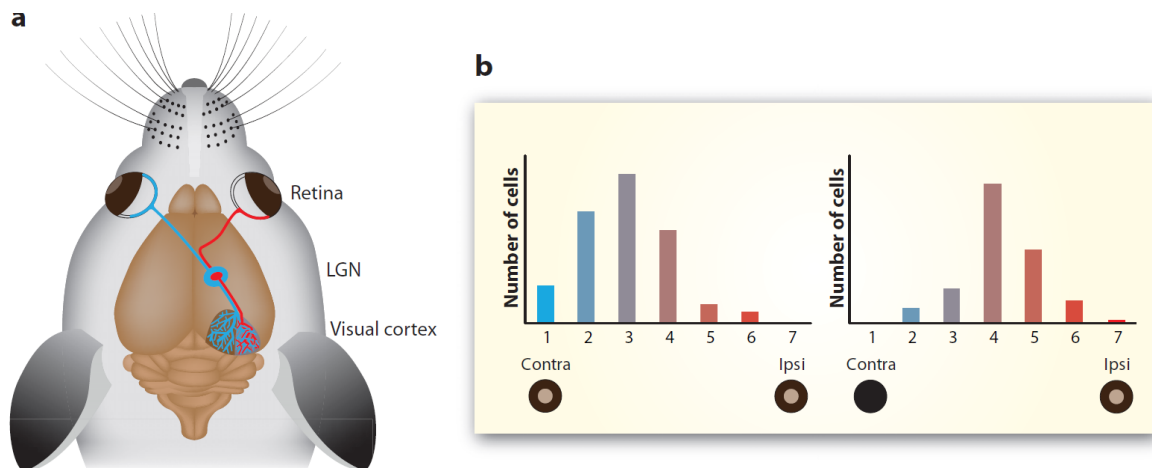 a
Retina
LGN
Visual cortex
b
Number of cells
1 2 3 4 5 6 7
Contra Ipsi
Number of cells
1 2 3 4 5 6 7
Contra Ipsi